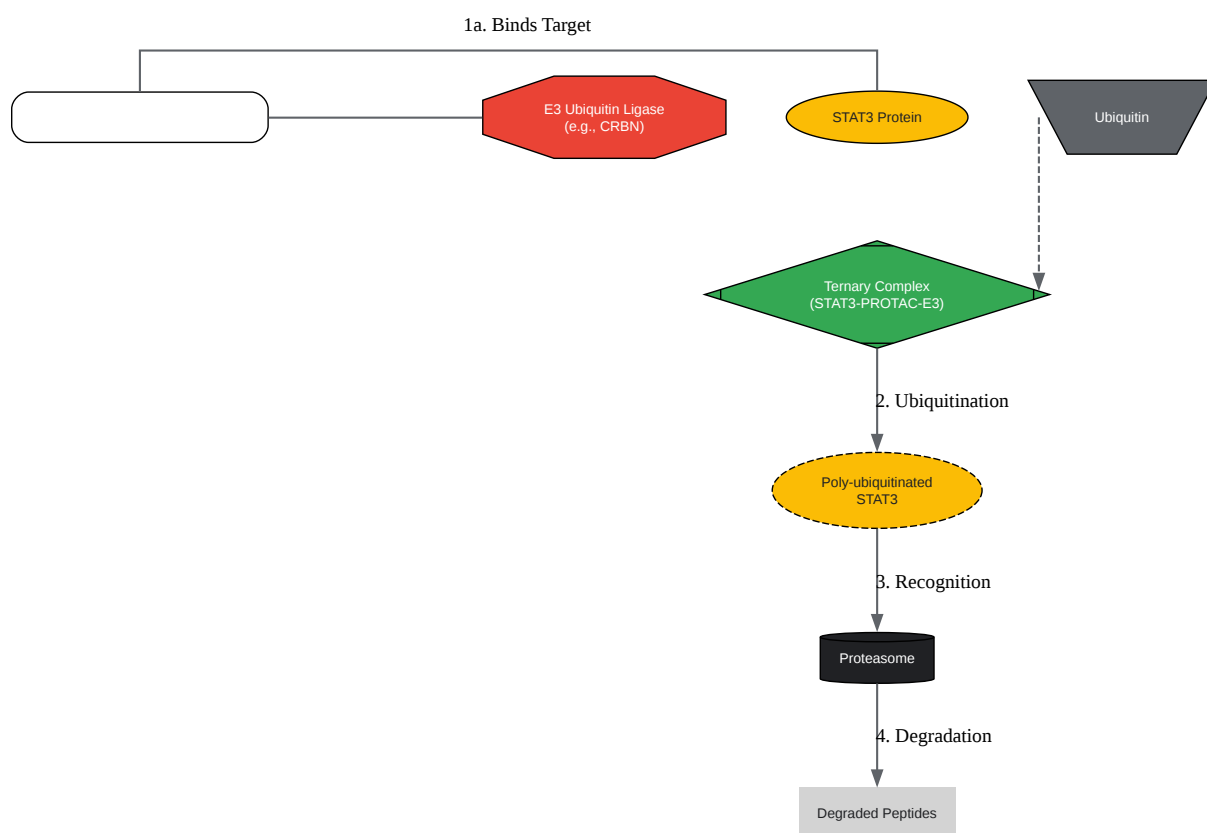 1a. Binds Target
E3 Ubiquitin Ligase
(e.g., CRBN)
STAT3 Protein
Ubiquitin
Ternary Complex
(STAT3-PROTAC-E3)
2. Ubiquitination
Poly-ubiquitinated
STAT3
3. Recognition
Proteasome
4. Degradation
Degraded Peptides